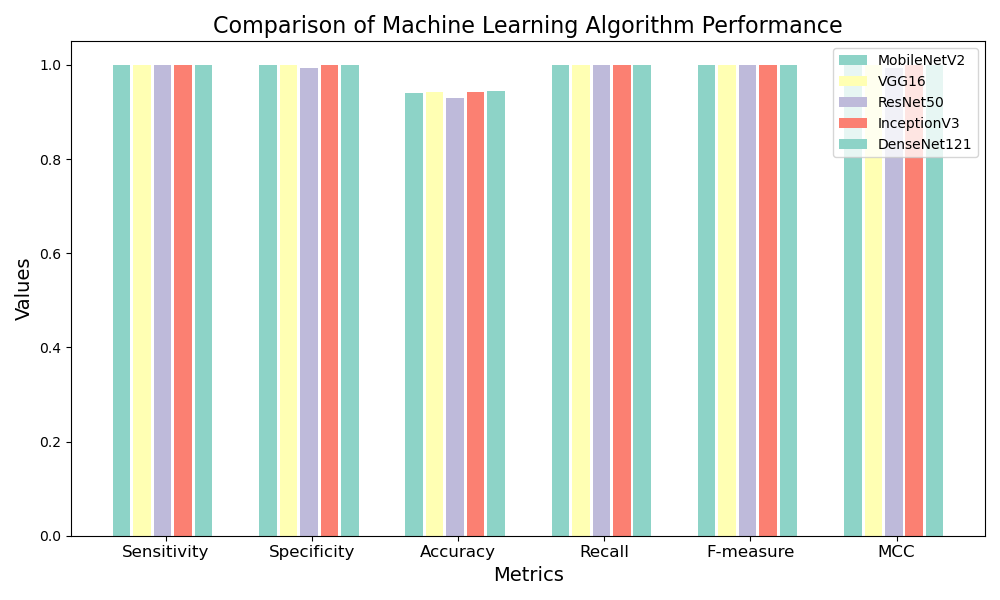 Comparison of Machine Learning Algorithm Performance
MobileNetV2
VGG16
ResNet50
InceptionV3
DenseNet121
Values
1.0
0.8
0.6
0.4
0.2
0.0
Sensitivity
Specificity
Accuracy
Recall
F-measure
MCC
Metrics